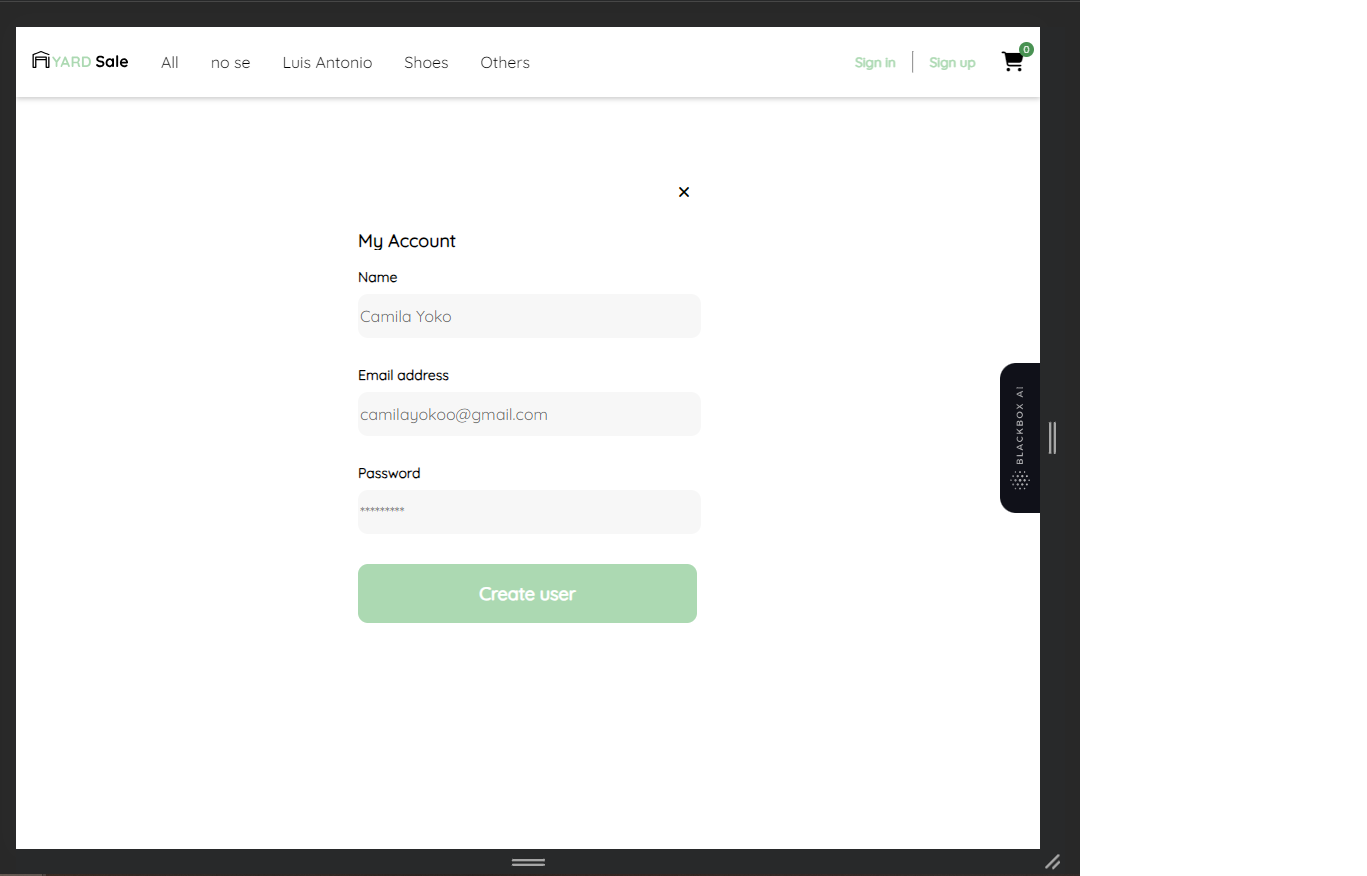 YARD Sale All no se Luis Antonio Shoes Others Sign in Sign up 0
My Account
Name
Camila Yoko
Email address
camilayokoo@gmail.com
BLACKBOX AI
Password
*********
Create user